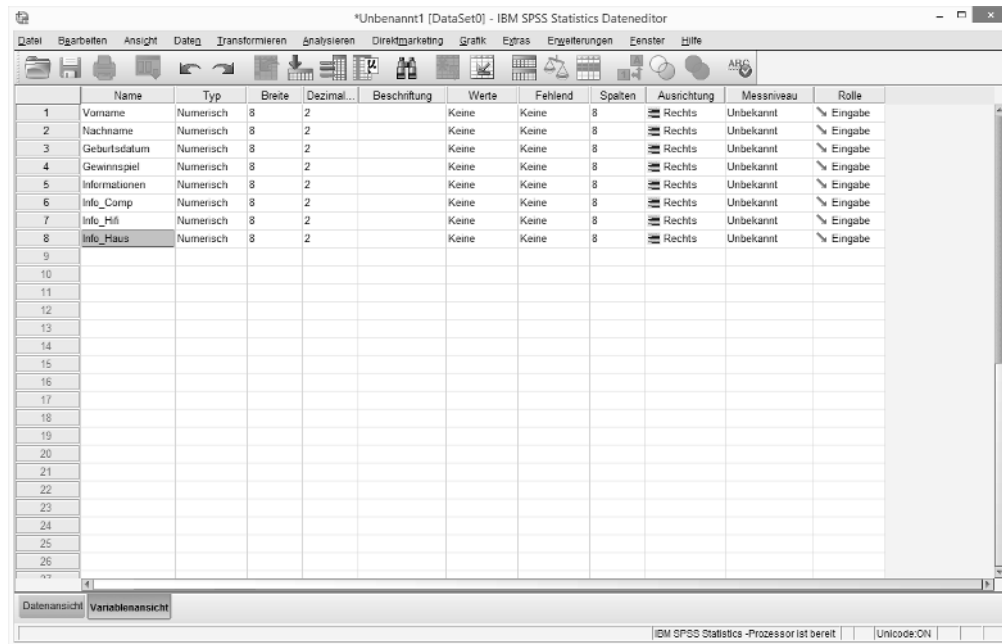 *Unbenannt1 [DataSet0] - IBM SPSS Statistics Dateneditor
Datei Bearbeiten Ansicht Daten Transformieren Analysieren Direktmarketing Grafik Extras Erweiterungen Fenster Hilfe
Name Typ Breite Dezimal... Beschriftung Werte Fehlend Spalten Ausrichtung Messniveau Rolle
1 Vorname Numerisch 8 2 Keine Keine 8 Rechts Unbekannt Eingabe
2 Nachname Numerisch 8 2 Keine Keine 8 Rechts Unbekannt Eingabe
3 Geburtsdatum Numerisch 8 2 Keine Keine 8 Rechts Unbekannt Eingabe
4 Gewinnspiel Numerisch 8 2 Keine Keine 8 Rechts Unbekannt Eingabe
5 Informationen Numerisch 8 2 Keine Keine 8 Rechts Unbekannt Eingabe
6 Info_Comp Numerisch 8 2 Keine Keine 8 Rechts Unbekannt Eingabe
7 Info_Hifi Numerisch 8 2 Keine Keine 8 Rechts Unbekannt Eingabe
8 Info_Haus Numerisch 8 2 Keine Keine 8 Rechts Unbekannt Eingabe
9
10
11
12
13
14
15
16
17
18
19
20
21
22
23
24
25
26
Datenansicht Variablenansicht
IBM SPSS Statistics -Prozessor ist bereit Unicode:ON